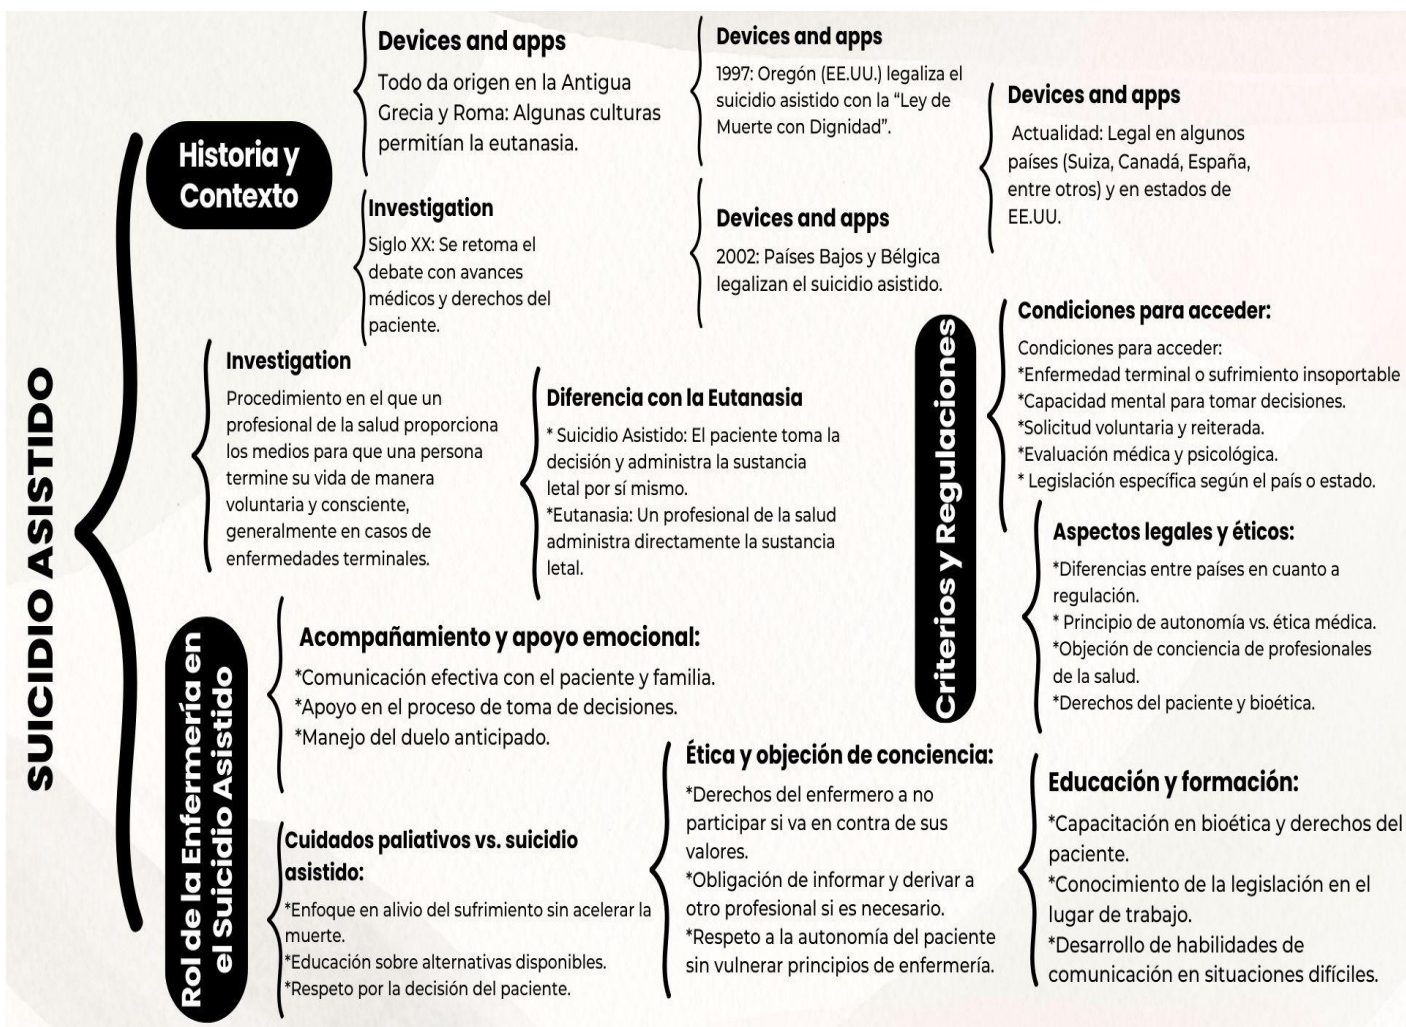 SUICIDIO ASISTIDO
Historia y
Contexto
Devices and apps
Todo da origen en la Antigua
Grecia y Roma: Algunas culturas
permitían la eutanasia.
Investigation
Siglo XX: Se retoma el
debate con avances
médicos y derechos del
paciente.
Devices and apps
1997: Oregón (EE.UU.) legaliza el
suicidio asistido con la “Ley de
Muerte con Dignidad”.
Devices and apps
2002: Países Bajos y Bélgica
legalizan el suicidio asistido.
Devices and apps
Actualidad: Legal en algunos
países (Suiza, Canadá, España,
entre otros) y en estados de
EE.UU.
Investigation
Procedimiento en el que un
profesional de la salud proporciona
los medios para que una persona
termine su vida de manera
voluntaria y consciente,
generalmente en casos de
enfermedades terminales.
Diferencia con la Eutanasia
* Suicidio Asistido: El paciente toma la
decisión y administra la sustancia
letal por sí mismo.
*Eutanasia: Un profesional de la salud
administra directamente la sustancia
letal.
Criterios y Regulaciones
Condiciones para acceder:
Condiciones para acceder:
*Enfermedad terminal o sufrimiento insoportable
*Capacidad mental para tomar decisiones.
*Solicitud voluntaria y reiterada.
*Evaluación médica y psicológica.
* Legislación específica según el país o estado.
Aspectos legales y éticos:
*Diferencias entre países en cuanto a
regulación.
* Principio de autonomía vs. ética médica.
*Objeción de conciencia de profesionales
de la salud.
*Derechos del paciente y bioética.
Rol de la Enfermería en
el Suicidio Asistido
Acompañamiento y apoyo emocional:
*Comunicación efectiva con el paciente y familia.
*Apoyo en el proceso de toma de decisiones.
*Manejo del duelo anticipado.
Cuidados paliativos vs. suicidio
asistido:
*Enfoque en alivio del sufrimiento sin acelerar la
muerte.
*Educación sobre alternativas disponibles.
*Respeto por la decisión del paciente.
Ética y objeción de conciencia:
*Derechos del enfermero a no
participar si va en contra de sus
valores.
*Obligación de informar y derivar a
otro profesional si es necesario.
*Respeto a la autonomía del paciente
sin vulnerar principios de enfermería.
Educación y formación:
*Capacitación en bioética y derechos del
paciente.
*Conocimiento de la legislación en el
lugar de trabajo.
*Desarrollo de habilidades de
comunicación en situaciones difíciles.